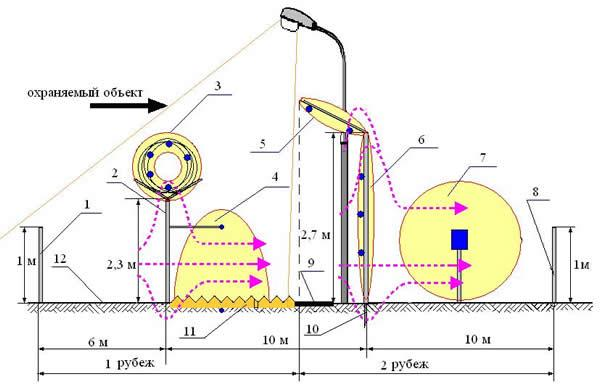 охраняемый объект
3
2
5
6
4
7
8
1
1 м
12
2,3 м
2,7 м
9
1м
11
10
6 м
10 м
10 м
1 рубеж
2 рубеж